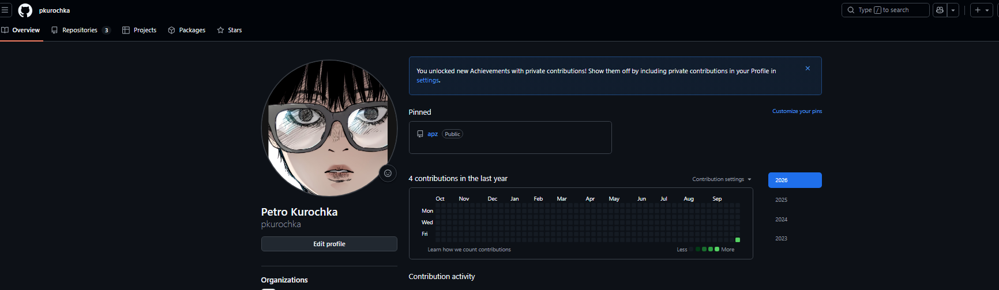 pkurochka
Type / to search
Overview
Repositories 3
Projects
Packages
Stars
You unlocked new Achievements with private contributions! Show them off by including private contributions in your Profile in
settings.
Pinned
Customize your pins
apz Public
4 contributions in the last year
Contribution settings
2026
2025
2024
2023
Oct Nov Dec Jan Feb Mar Apr May Jun Jul Aug Sep
Mon
Wed
Fri
Learn how we count contributions
Less More
Petro Kurochka
pkurochka
Edit profile
Organizations
Contribution activity